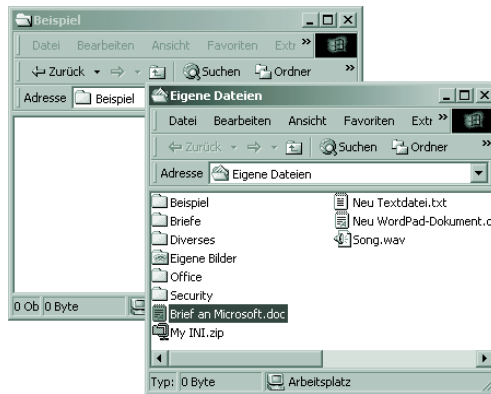 Beispiel
Datei Bearbeiten Ansicht Favoriten Extr »
Zurück Suchen Ordner »
Adresse Beispiel
0 Ob 0 Byte
Eigene Dateien
Datei Bearbeiten Ansicht Favoriten Extr »
Zurück Suchen Ordner »
Adresse Eigene Dateien
Beispiel
Briefe
Diverses
Eigene Bilder
Office
Security
Brief an Microsoft.doc
My INI.zip
Neu Textdatei.txt
Neu WordPad-Dokument.d
Song.wav
Typ: 0 Byte Arbeitsplatz